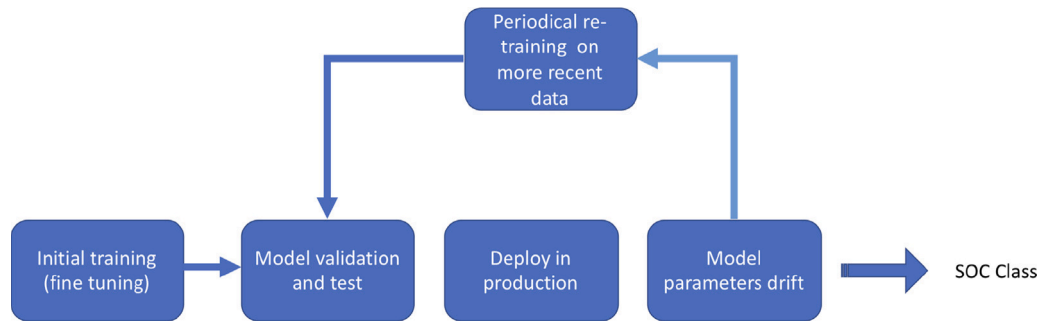 Periodical re-
training on
more recent
data
Initial training
(fine tuning)
Model validation
and test
Deploy in
production
Model
parameters drift
SOC Class